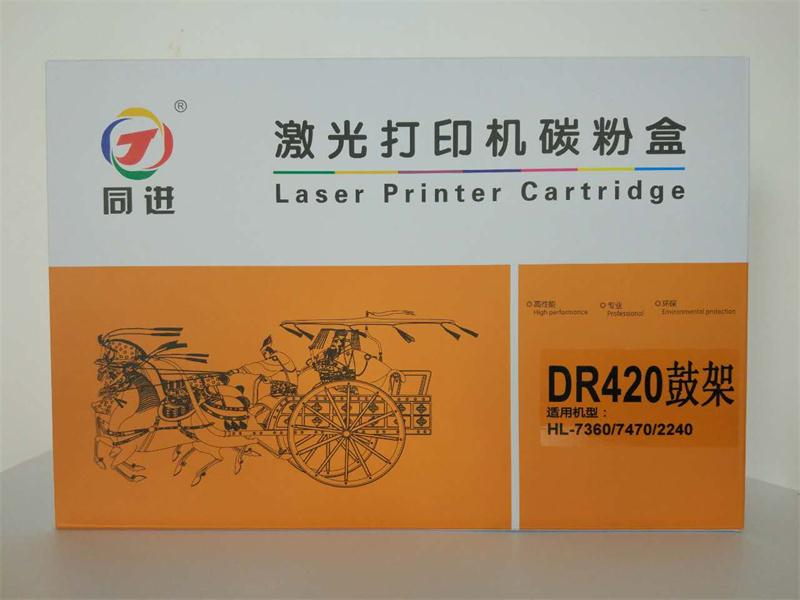 ®
同进
激光打印机碳粉盒
Laser Printer Cartridge
高性能
High performance
专业
Professional
环保
Environmental protection
DR420鼓架
适用机型：
HL-7360/7470/2240